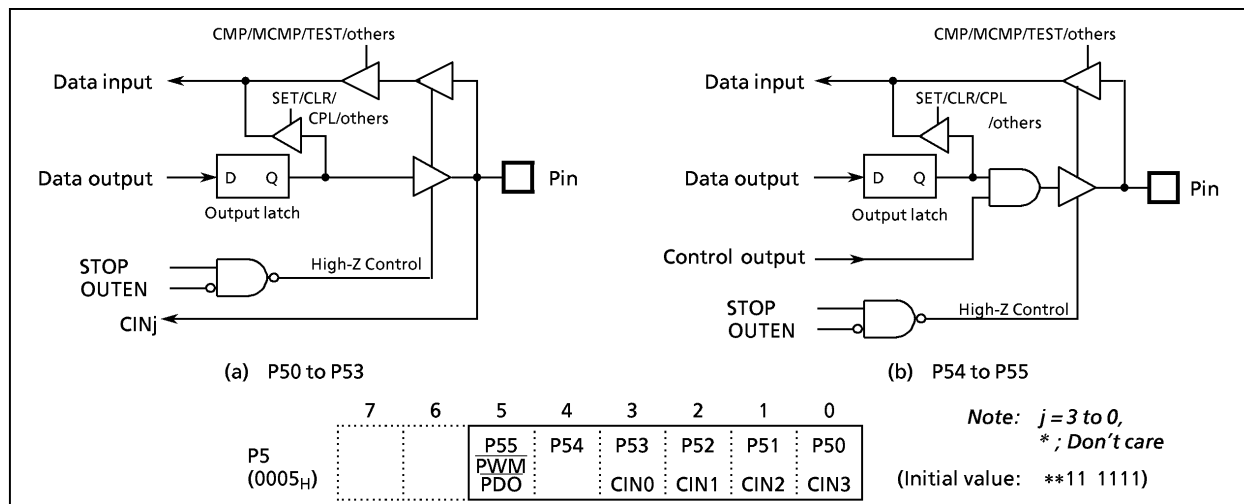 CMP/MCMP/TEST/others
Data input
SET/CLR/
CPL/others
Data output
D Q
Output latch
Pin
STOP
OUTEN
High-Z Control
CINj
(a) P50 to P53
CMP/MCMP/TEST/others
Data input
SET/CLR/CPL
/others
Data output
D Q
Output latch
Pin
Control output
STOP
OUTEN
High-Z Control
(b) P54 to P55
7 6 5 4 3 2 1 0
P5
(0005H)
P55 P54 P53 P52 P51 P50
PWM
PDO CIN0 CIN1 CIN2 CIN3
Note: j = 3 to 0,
* ; Don't care
(Initial value: **11 1111)